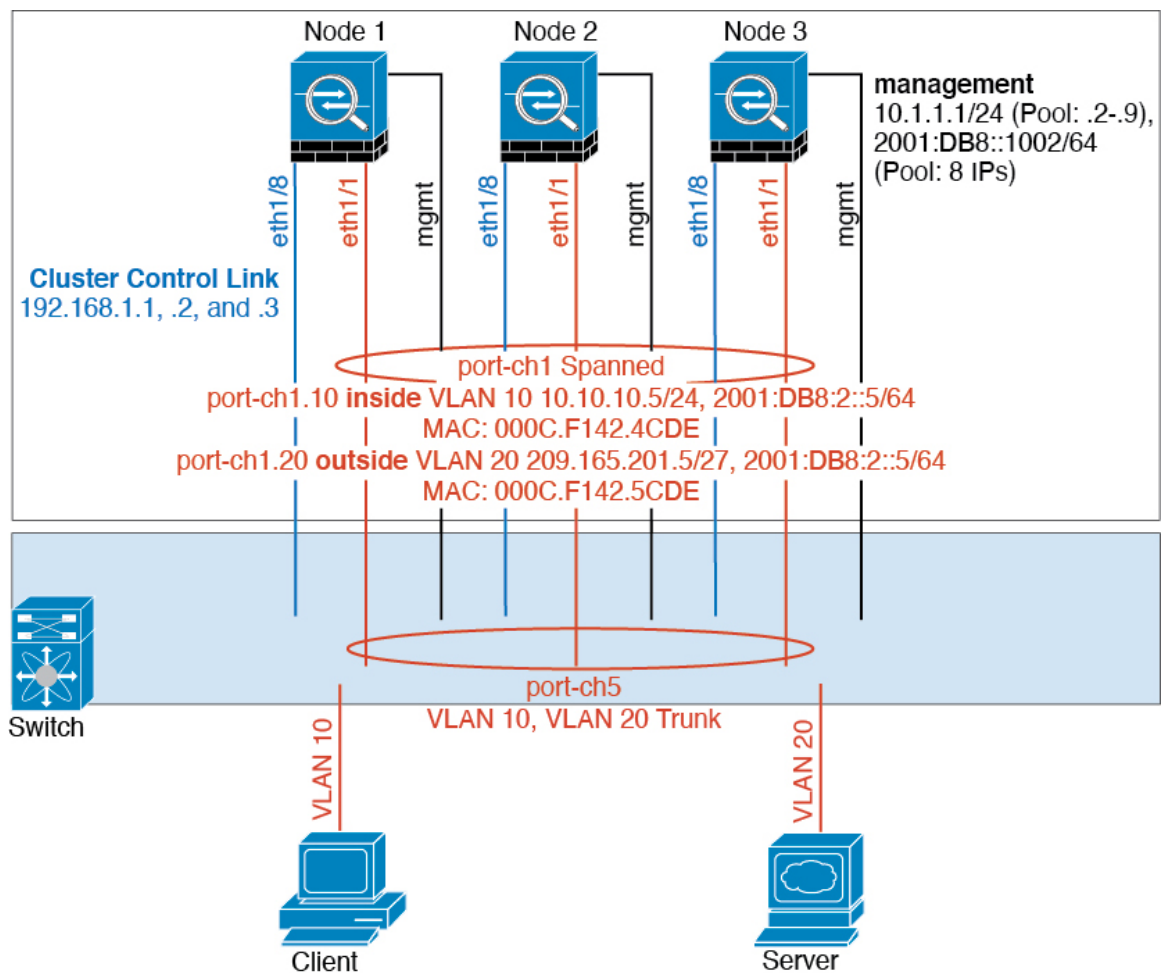 Node 1
Node 2
Node 3
management
10.1.1.1/24 (Pool: .2-.9),
2001:DB8::1002/64
(Pool: 8 IPs)
eth1/8
eth1/1
mgmt
eth1/8
eth1/1
mgmt
eth1/8
eth1/1
mgmt
Cluster Control Link
192.168.1.1, .2, and .3
port-ch1 Spanned
port-ch1.10 inside VLAN 10 10.10.10.5/24, 2001:DB8:2::5/64
MAC: 000C.F142.4CDE
port-ch1.20 outside VLAN 20 209.165.201.5/27, 2001:DB8:2::5/64
MAC: 000C.F142.5CDE
port-ch5
VLAN 10, VLAN 20 Trunk
Switch
VLAN 10
VLAN 20
Client
Server